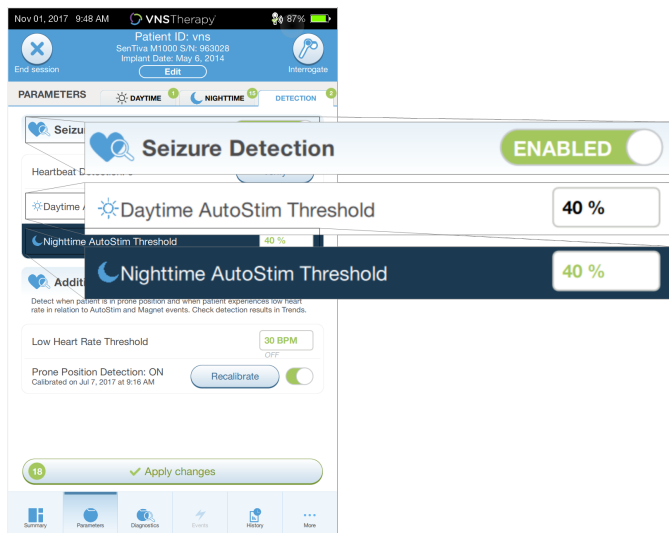 Nov 01, 2017 9:48 AM VNSTherapy 87%
Patient ID: vns
SenTiva M1000 S/N: 963028
Implant Date: May 6, 2014
End session Edit Interrogate
PARAMETERS DAYTIME 1 NIGHTTIME 15 DETECTION 2
Seizu
Seizure Detection ENABLED
Heartbeat D
Daytime
Daytime AutoStim Threshold 40 %
Nighttime AutoStim Threshold 40 %
Nighttime AutoStim Threshold 40 %
Additi
Detect when patient is in prone position and when patient experiences low heart
rate in relation to AutoStim and Magnet events. Check detection results in Trends.
Low Heart Rate Threshold 30 BPM
OFF
Prone Position Detection: ON Recalibrate
Calibrated on Jul 7, 2017 at 9:16 AM
18 Apply changes
Summary Parameters Diagnostics Events History More